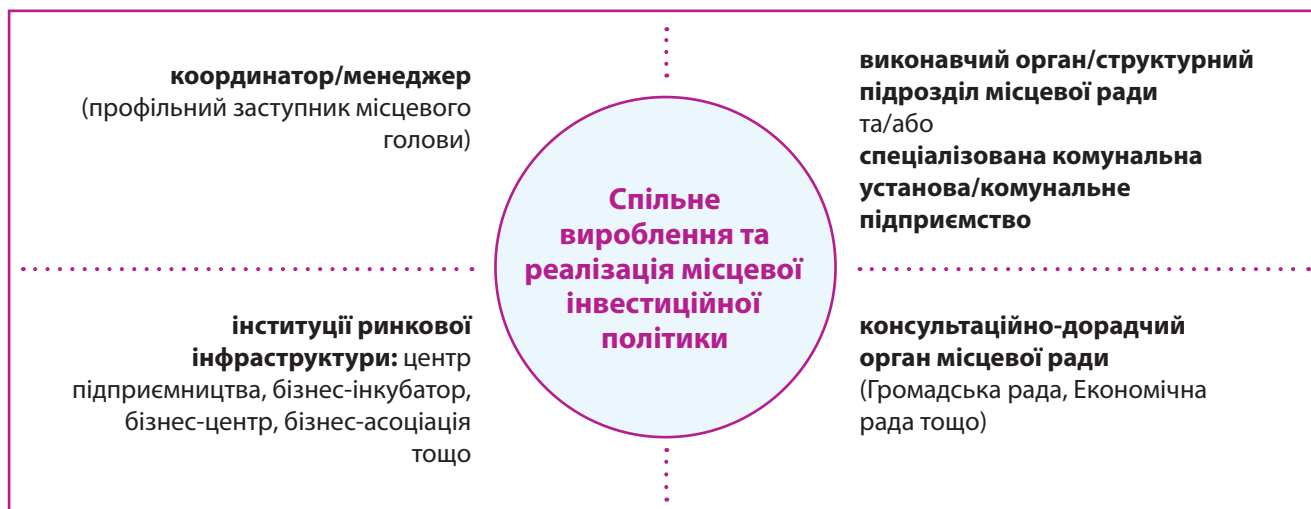 координатор/менеджер
(профільний заступник місцевого
голови)
виконавчий орган/структурний
підрозділ місцевої ради
та/або
спеціалізована комунальна
установа/комунальне
підприємство
Спільне
вироблення та
реалізація місцевої
інвестиційної
політики
інституції ринкової
інфраструктури: центр
підприємництва, бізнес-інкубатор,
бізнес-центр, бізнес-асоціація
тощо
консультаційно-дорадчий
орган місцевої ради
(Громадська рада, Економічна
рада тощо)